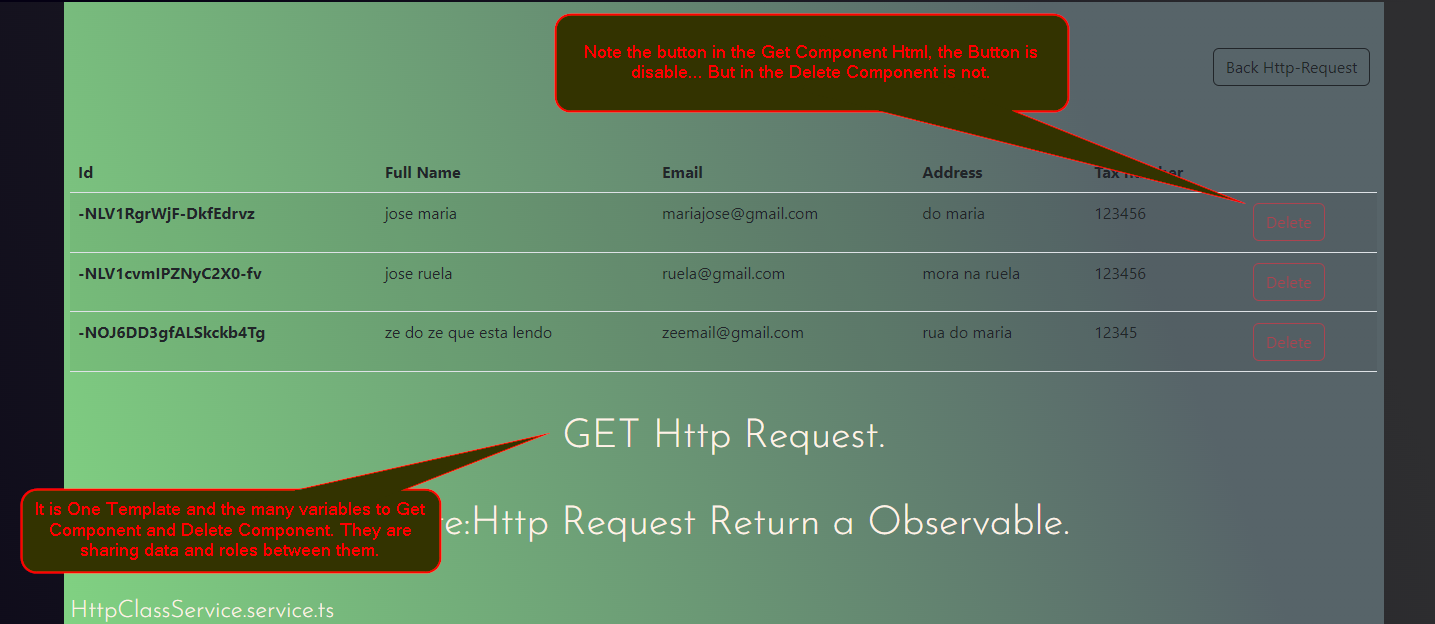 Note the button in the Get Component Html, the Button is
disable... But in the Delete Component is not.
Back Http-Request
Id Full Name Email Address Tax
-NLV1RgrWjF-DkfEdrvz jose maria mariajose@gmail.com do maria 123456 Delete
-NLV1cvmIPZNyC2X0-fv jose ruela ruela@gmail.com mora na ruela 123456 Delete
-NOJ6DD3gfALSkckb4Tg ze do ze que esta lendo zeemail@gmail.com rua do maria 12345 Delete
GET Http Request.
It is One Template and the many variables to Get
Component and Delete Component. They are
sharing data and roles between them.
Http Request Return a Observable.
HttpClassService.service.ts